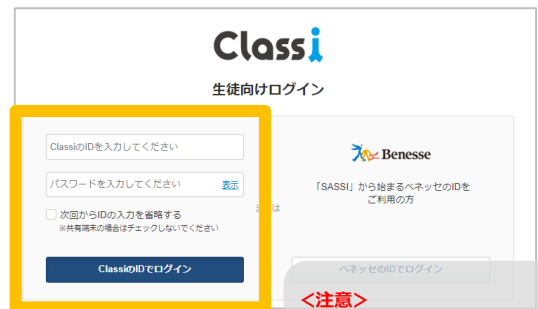 Classi
生徒向けログイン
ClassiのIDを入力してください
パスワードを入力してください 表示
次回からIDの入力を省略する
※共有端末の場合はチェックしないでください
ClassiのIDでログイン
または
Benesse
「SASSI」から始まるベネッセのIDを
ご利用の方
ベネッセのIDでログイン
<注意>